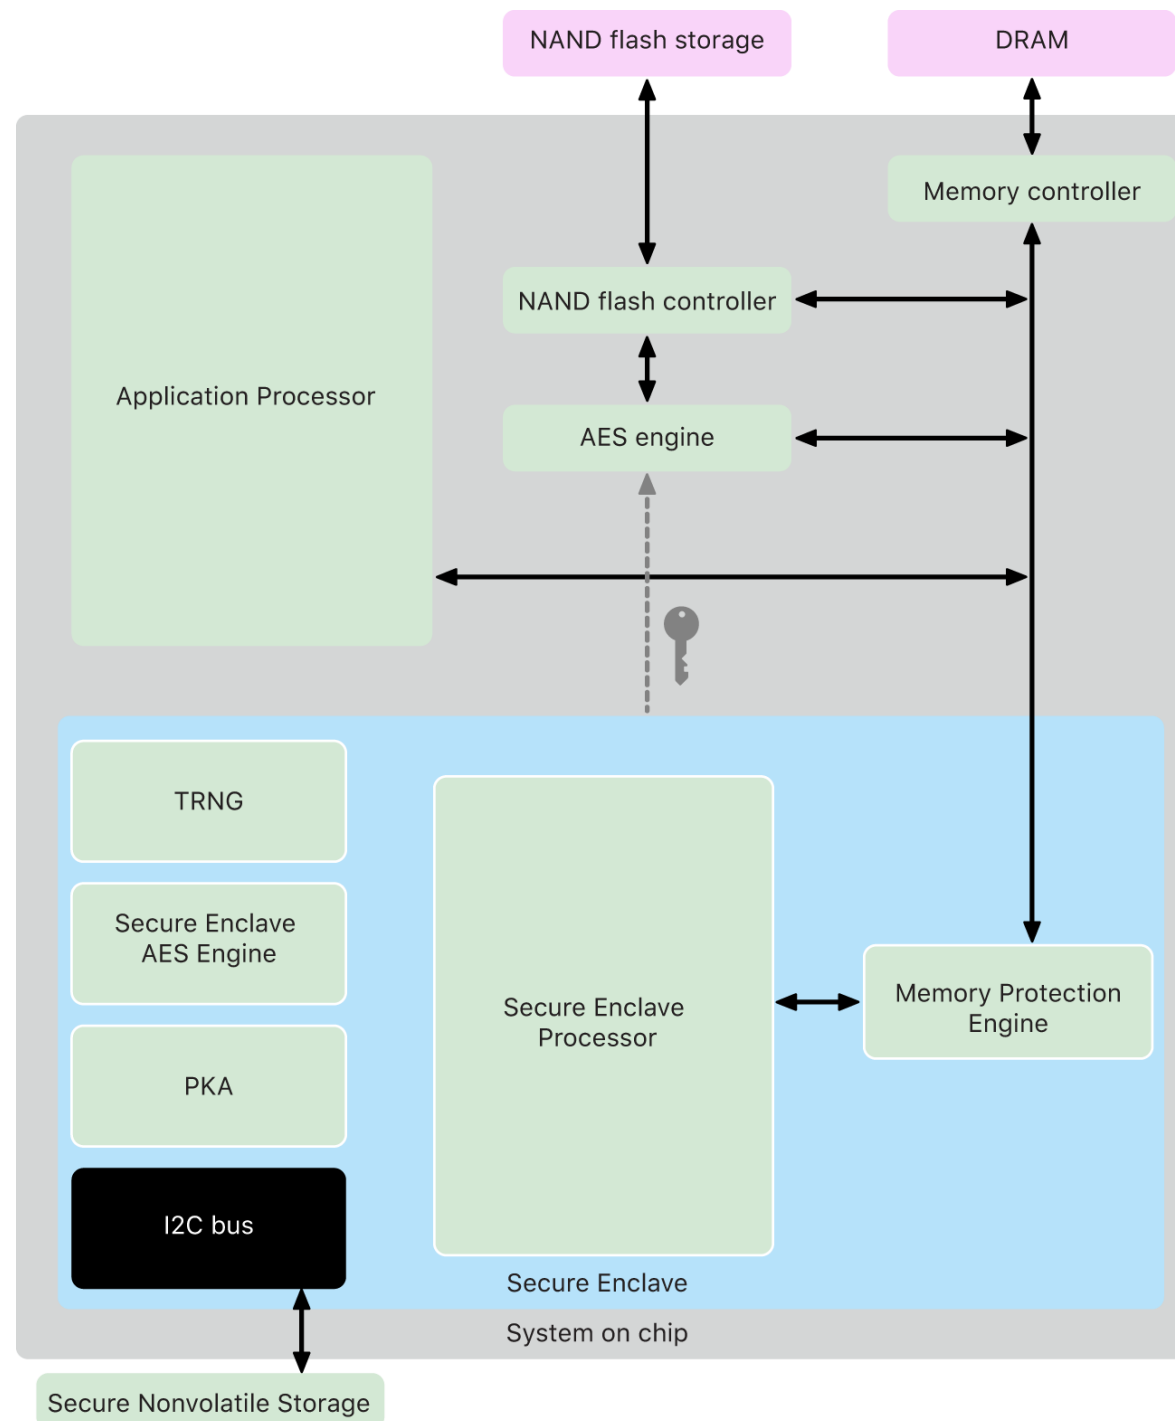 NAND flash storage
DRAM
Memory controller
NAND flash controller
Application Processor
AES engine
TRNG
Secure Enclave
AES Engine
Secure Enclave
Processor
Memory Protection
Engine
PKA
I2C bus
Secure Enclave
System on chip
Secure Nonvolatile Storage